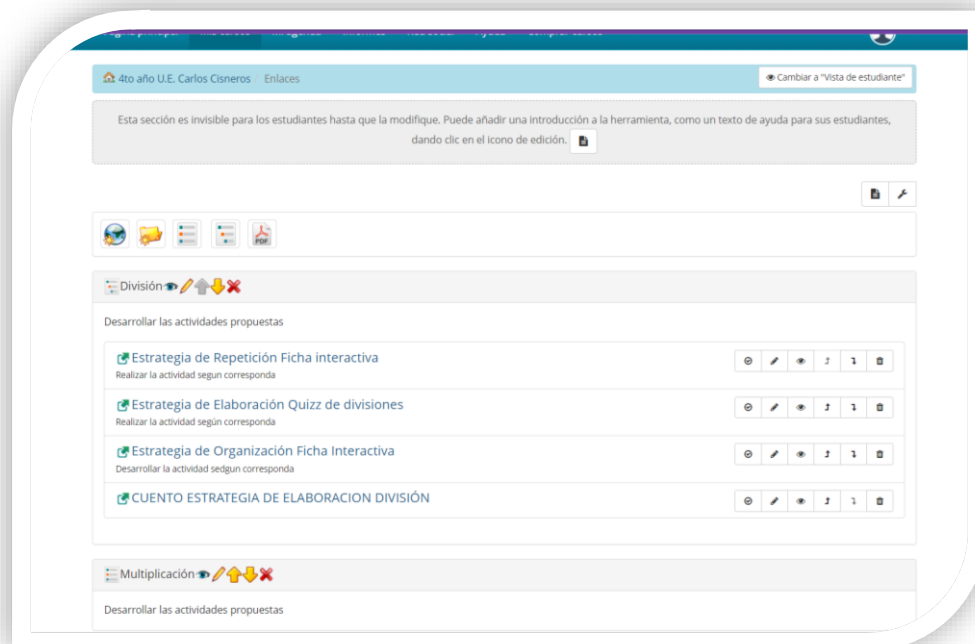 4to año U.E. Carlos Cisneros Enlaces
Cambiar a "Vista de estudiante"
Esta sección es invisible para los estudiantes hasta que la modifique. Puede añadir una introducción a la herramienta, como un texto de ayuda para sus estudiantes,
dando clic en el icono de edición.
PDF
División
Desarrollar las actividades propuestas
Estrategia de Repetición Ficha interactiva
Realizar la actividad segun corresponda
Estrategia de Elaboración Quizz de divisiones
Realizar la actividad según corresponda
Estrategia de Organización Ficha Interactiva
Desarrollar la actividad sedgun corresponda
CUENTO ESTRATEGIA DE ELABORACION DIVISIÓN
Multiplicación
Desarrollar las actividades propuestas